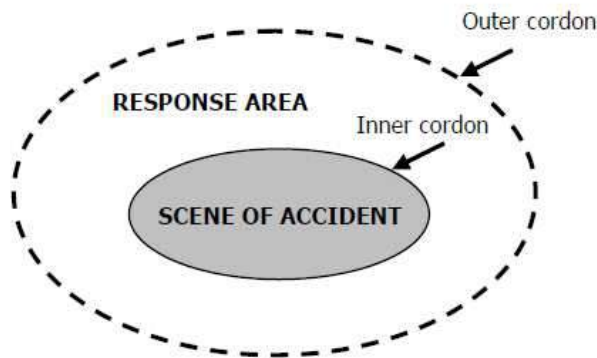 Outer cordon
RESPONSE AREA
Inner cordon
SCENE OF ACCIDENT